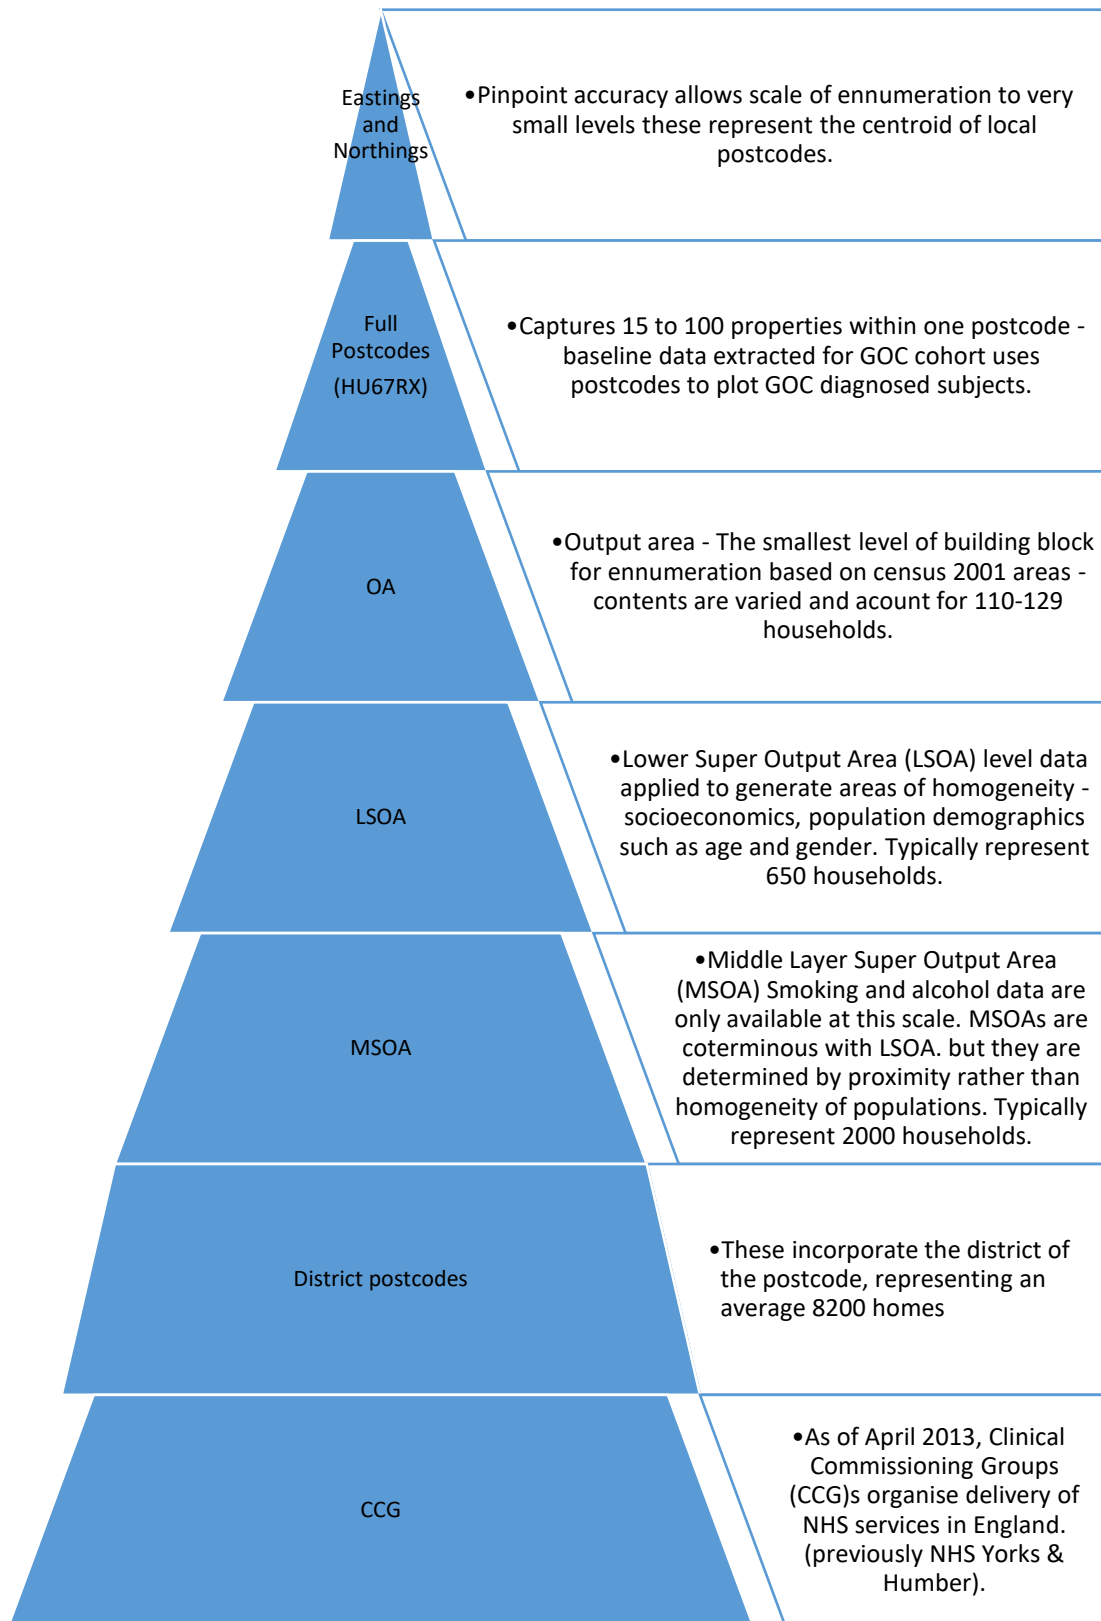 Eastings
and
Northings
•Pinpoint accuracy allows scale of ennumeration to very
small levels these represent the centroid of local
postcodes.
Full
Postcodes
(HU67RX)
•Captures 15 to 100 properties within one postcode -
baseline data extracted for GOC cohort uses
postcodes to plot GOC diagnosed subjects.
OA
•Output area - The smallest level of building block
for ennumeration based on census 2001 areas -
contents are varied and acount for 110-129
households.
LSOA
•Lower Super Output Area (LSOA) level data
applied to generate areas of homogeneity -
socioeconomics, population demographics
such as age and gender. Typically represent
650 households.
MSOA
•Middle Layer Super Output Area
(MSOA) Smoking and alcohol data are
only available at this scale. MSOAs are
coterminous with LSOA. but they are
determined by proximity rather than
homogeneity of populations. Typically
represent 2000 households.
District postcodes
•These incorporate the district of
the postcode, representing an
average 8200 homes
CCG
•As of April 2013, Clinical
Commissioning Groups
(CCG)s organise delivery of
NHS services in England.
(previously NHS Yorks &
Humber).